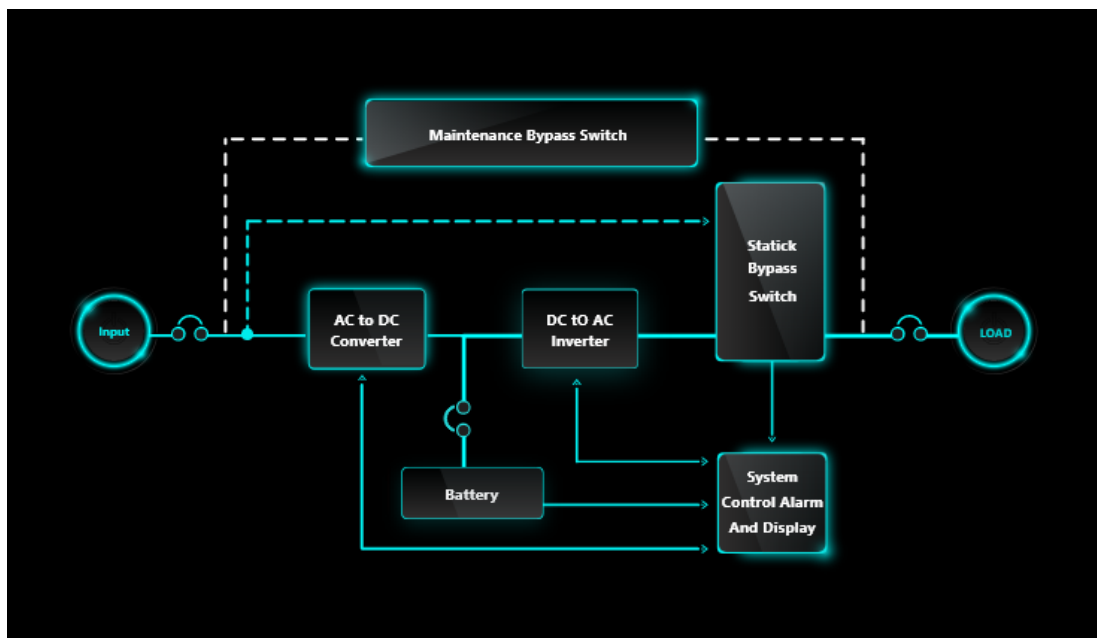 Maintenance Bypass Switch
Statick
Bypass
Switch
Input
AC to DC
Converter
DC tO AC
Inverter
LOAD
Battery
System
Control Alarm
And Display